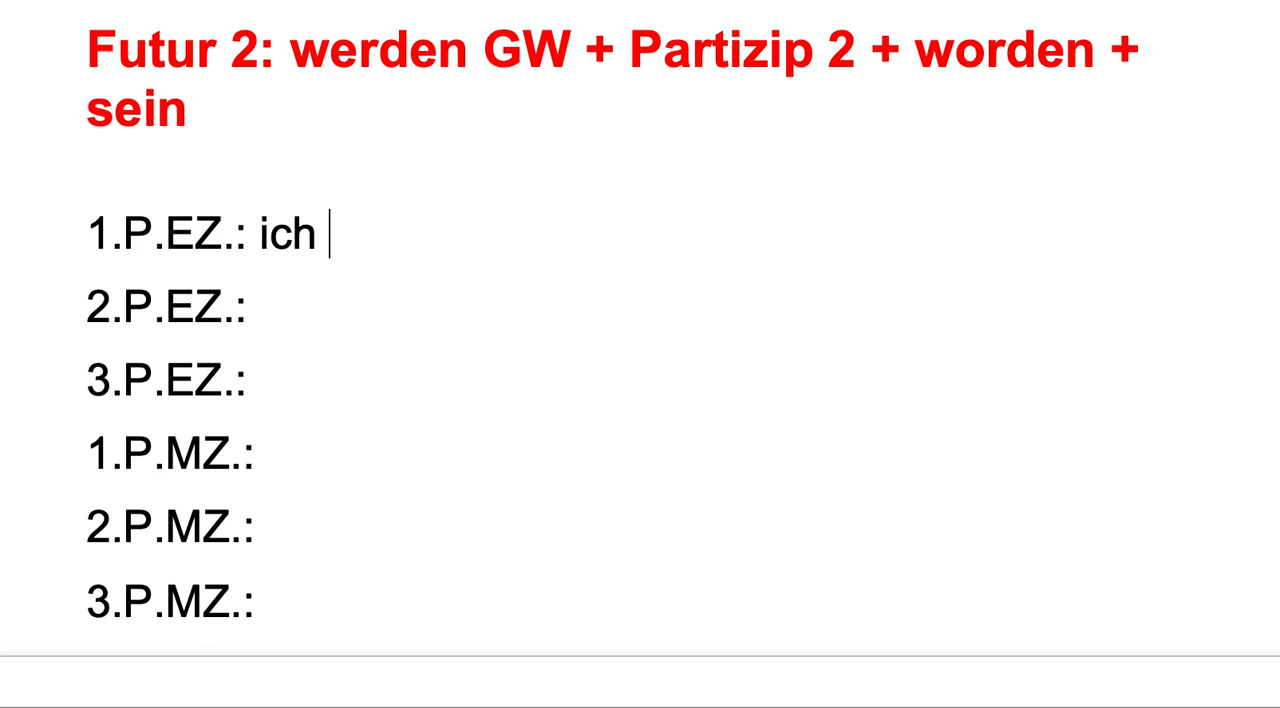 Futur 2: werden GW + Partizip 2 + worden +
sein
1.P.EZ.: ich
2.P.EZ.:
3.P.EZ.:
1.P.MZ.:
2.P.MZ.:
3.P.MZ.: